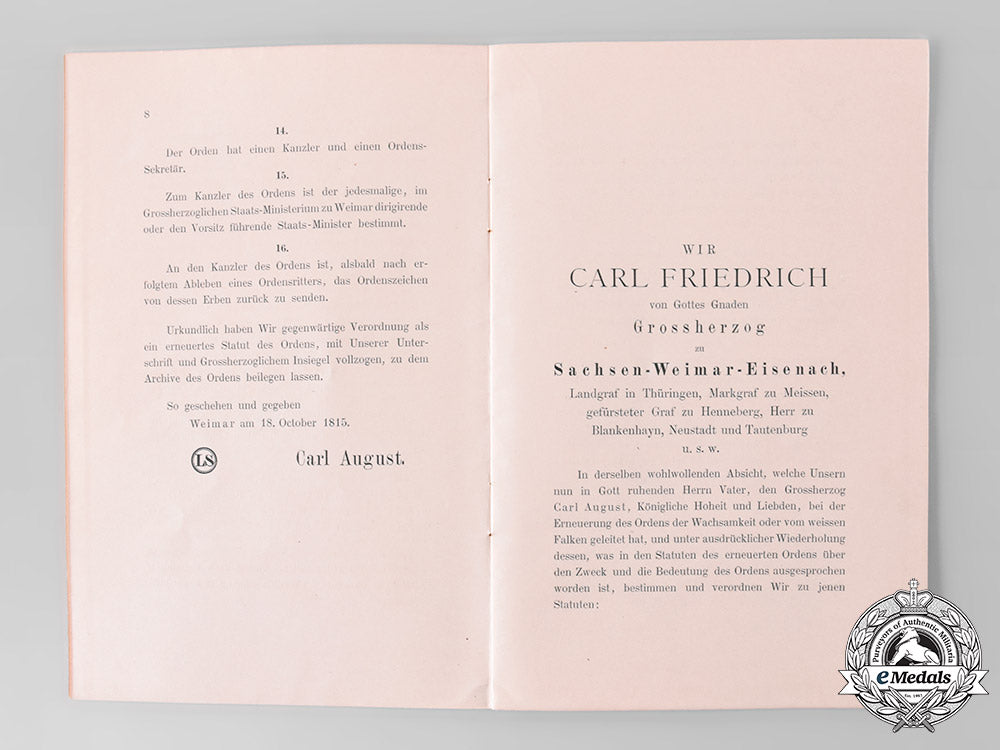 8
14.
Der Orden hat einen Kanzler und einen Ordens-
Sekretär.
15.
Zum Kanzler des Ordens ist der jedesmalige, im
Grossherzoglichen Staats-Ministerium zu Weimar dirigirende
oder den Vorsitz führende Staats-Minister bestimmt.
16.
An den Kanzler des Ordens ist, alsbald nach er-
folgtem Ableben eines Ordensritters, das Ordenszeichen
von dessen Erben zurück zu senden.
Urkundlich haben Wir gegenwärtige Verordnung als
ein erneuertes Statut des Ordens, mit Unserer Unter-
schrift und Grossherzoglichem Insiegel vollzogen, zu dem
Archive des Ordens beilegen lassen.
So geschehen und gegeben
Weimar am 18. October 1815.
LS Carl August.
WIR
CARL FRIEDRICH
von Gottes Gnaden
Grossherzog
zu
Sachsen-Weimar-Eisenach,
Landgraf in Thüringen, Markgraf zu Meissen,
gefürsteter Graf zu Henneberg, Herr zu
Blankenhayn, Neustadt und Tautenburg
u. s. w.
In derselben wohlwollenden Absicht, welche Unsern
nun in Gott ruhenden Herrn Vater, den Grossherzog
Carl August, Königliche Hoheit und Liebden, bei der
Erneuerung des Ordens der Wachsamkeit oder vom weissen
Falken geleitet hat, und unter ausdrücklicher Wiederholung
dessen, was in den Statuten des erneuerten Ordens über
den Zweck und die Bedeutung des Ordens ausgesprochen
worden ist, bestimmen und verordnen Wir zu jenen
Statuten:
Purveyors of Authentic Militaria
eMedals